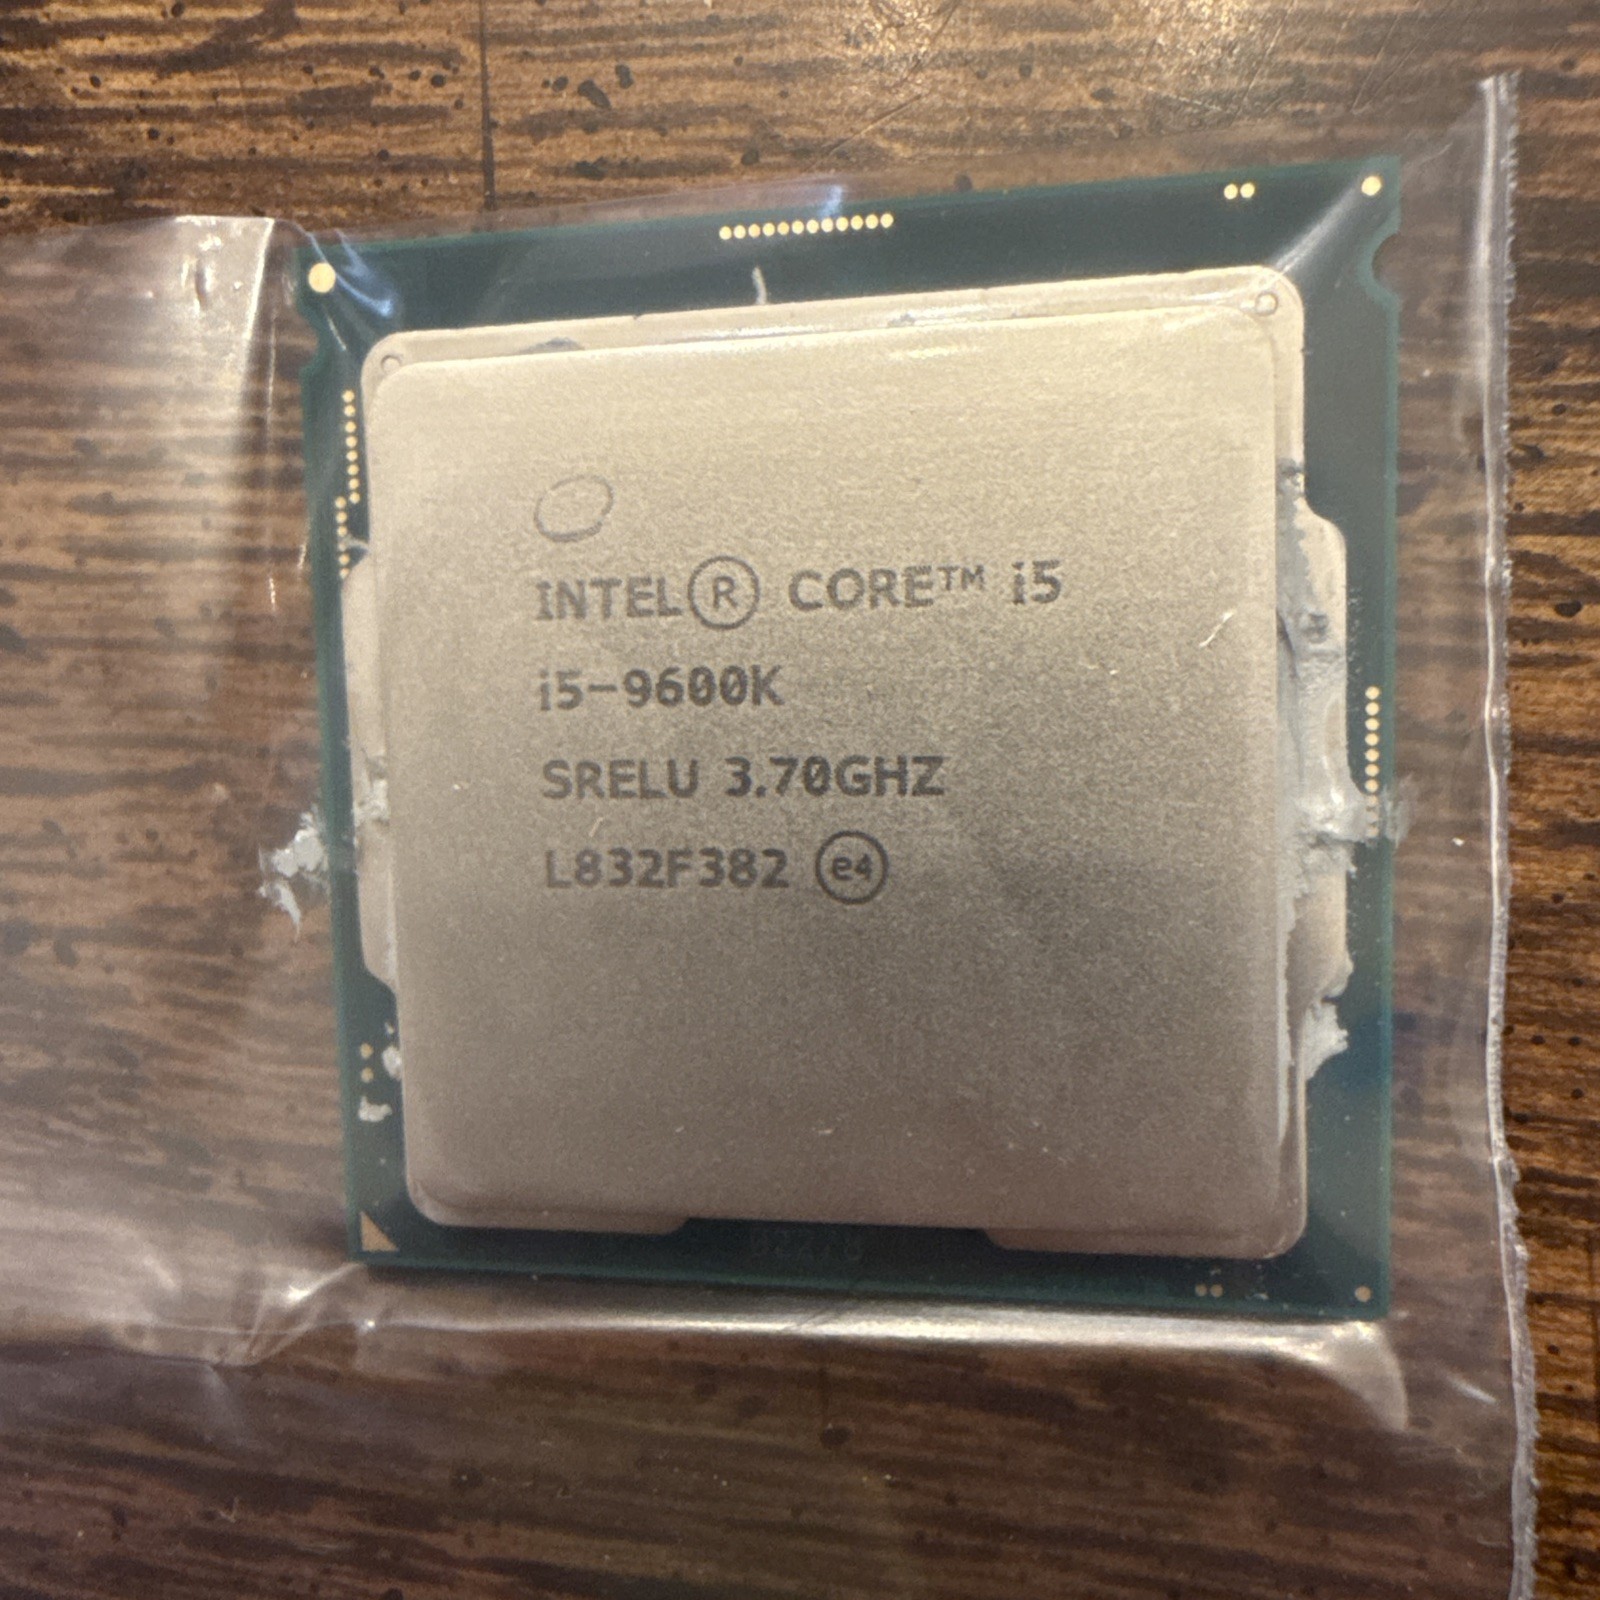 INTEL® CORE™ i5
i5-9600K
SRELU 3.70GHZ
L832F382 e4